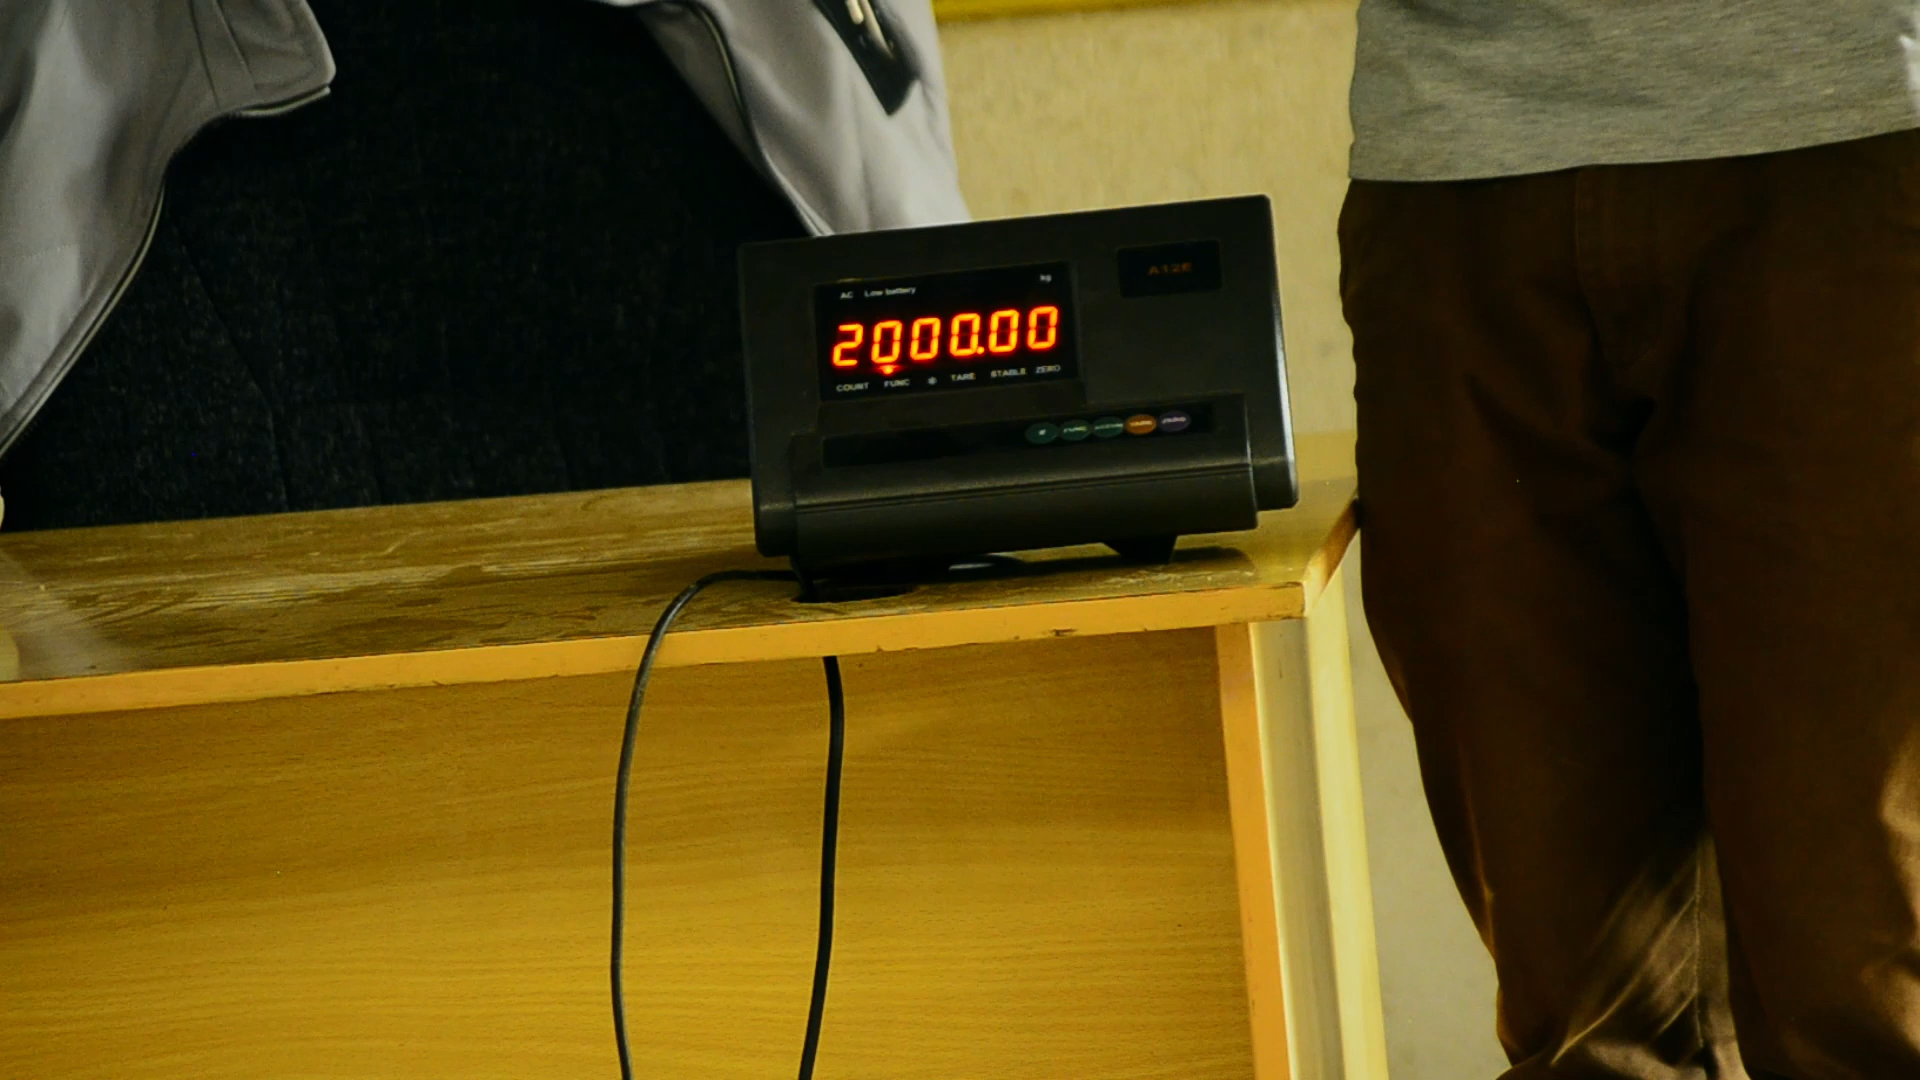 AC Low battery kg
A12E
2000.00
COUNT FUNC ✽ TARE STABLE ZERO